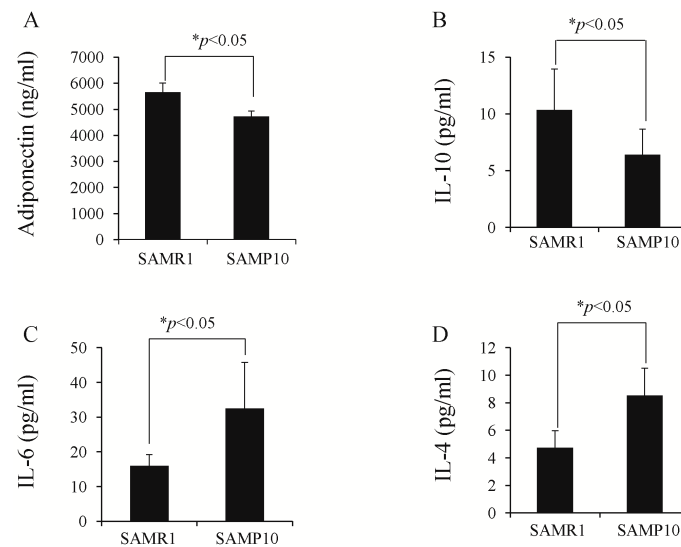 A
*p<0.05
Adiponectin (ng/ml)
7000
6000
5000
4000
3000
2000
1000
0
SAMR1 SAMP10
B
*p<0.05
IL-10 (pg/ml)
15
10
5
0
SAMR1 SAMP10
C
*p<0.05
IL-6 (pg/ml)
50
40
30
20
10
0
SAMR1 SAMP10
D
*p<0.05
IL-4 (pg/ml)
12
10
8
6
4
2
0
SAMR1 SAMP10